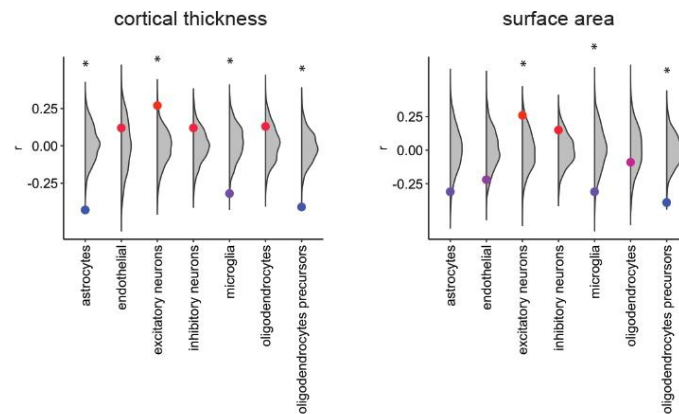 cortical thickness
* * * *
0.25
0.00
-0.25
r
astrocytes
endothelial
excitatory neurons
inhibitory neurons
microglia
oligodendrocytes
oligodendrocytes precursors
surface area
* * *
0.25
0.00
-0.25
r
astrocytes
endothelial
excitatory neurons
inhibitory neurons
microglia
oligodendrocytes
oligodendrocytes precursors